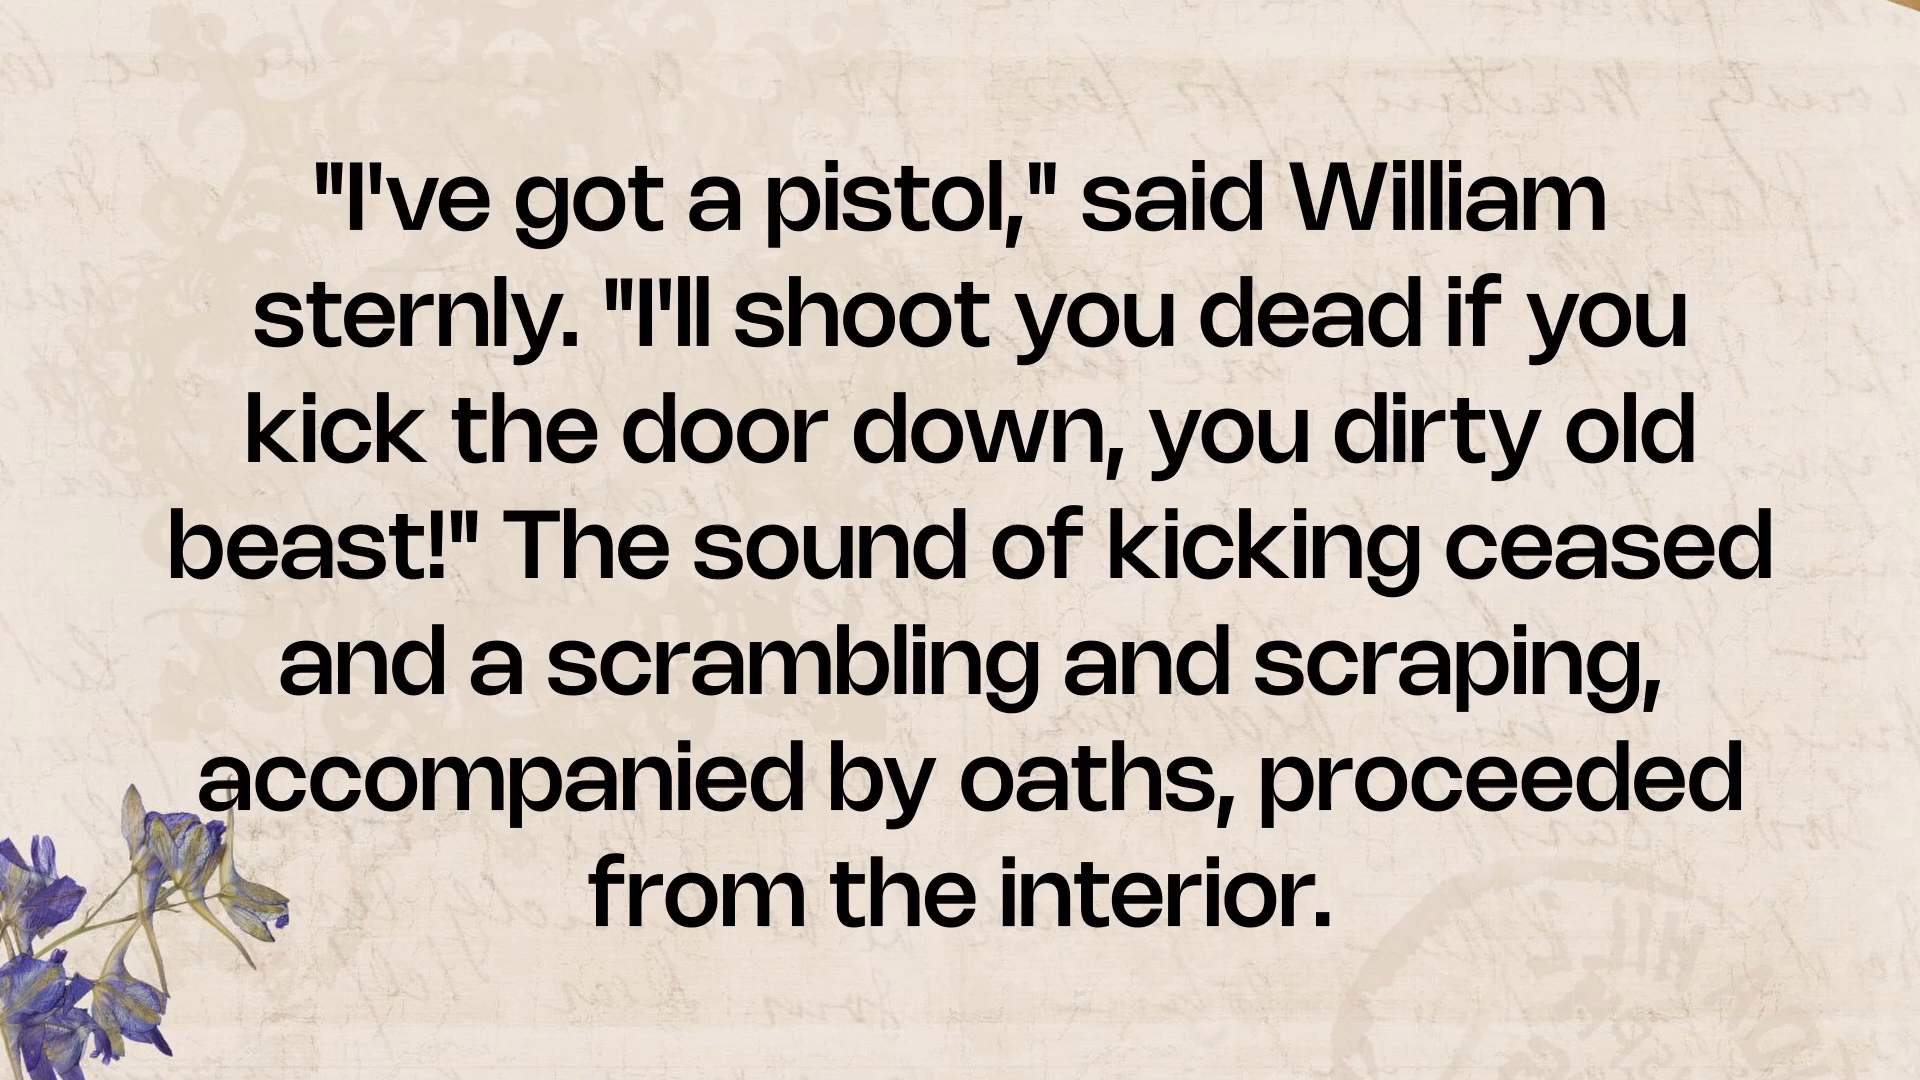 "I've got a pistol," said William
sternly. "I'll shoot you dead if you
kick the door down, you dirty old
beast!" The sound of kicking ceased
and a scrambling and scraping,
accompanied by oaths, proceeded
from the interior.